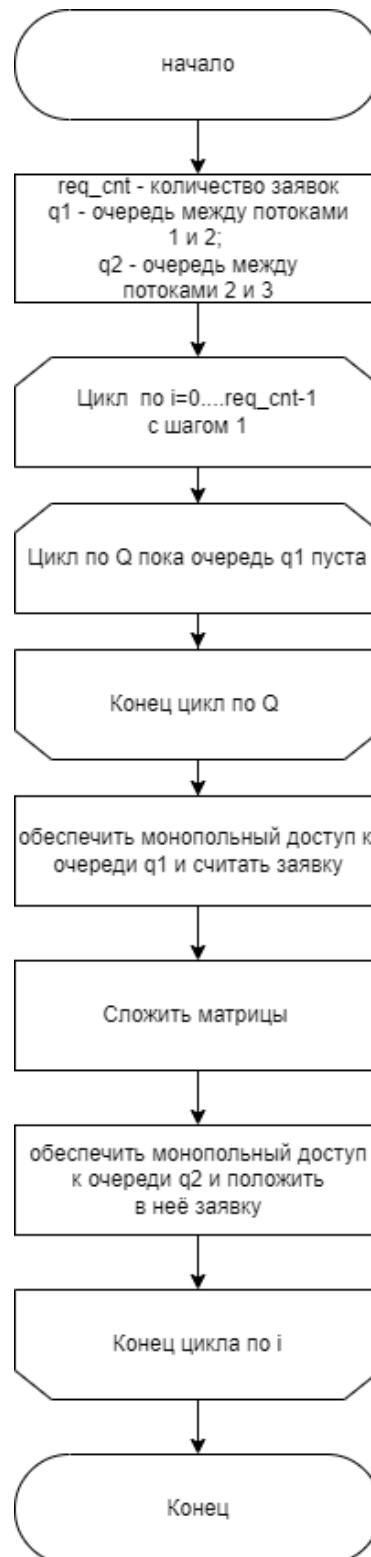 начало
req_cnt - количество заявок
q1 - очередь между потоками
1 и 2;
q2 - очередь между
потоками 2 и 3
Цикл по i=0....req_cnt-1
с шагом 1
Цикл по Q пока очередь q1 пуста
Конец цикл по Q
обеспечить монопольный доступ к
очереди q1 и считать заявку
Сложить матрицы
обеспечить монопольный доступ
к очереди q2 и положить
в неё заявку
Конец цикла по i
Конец